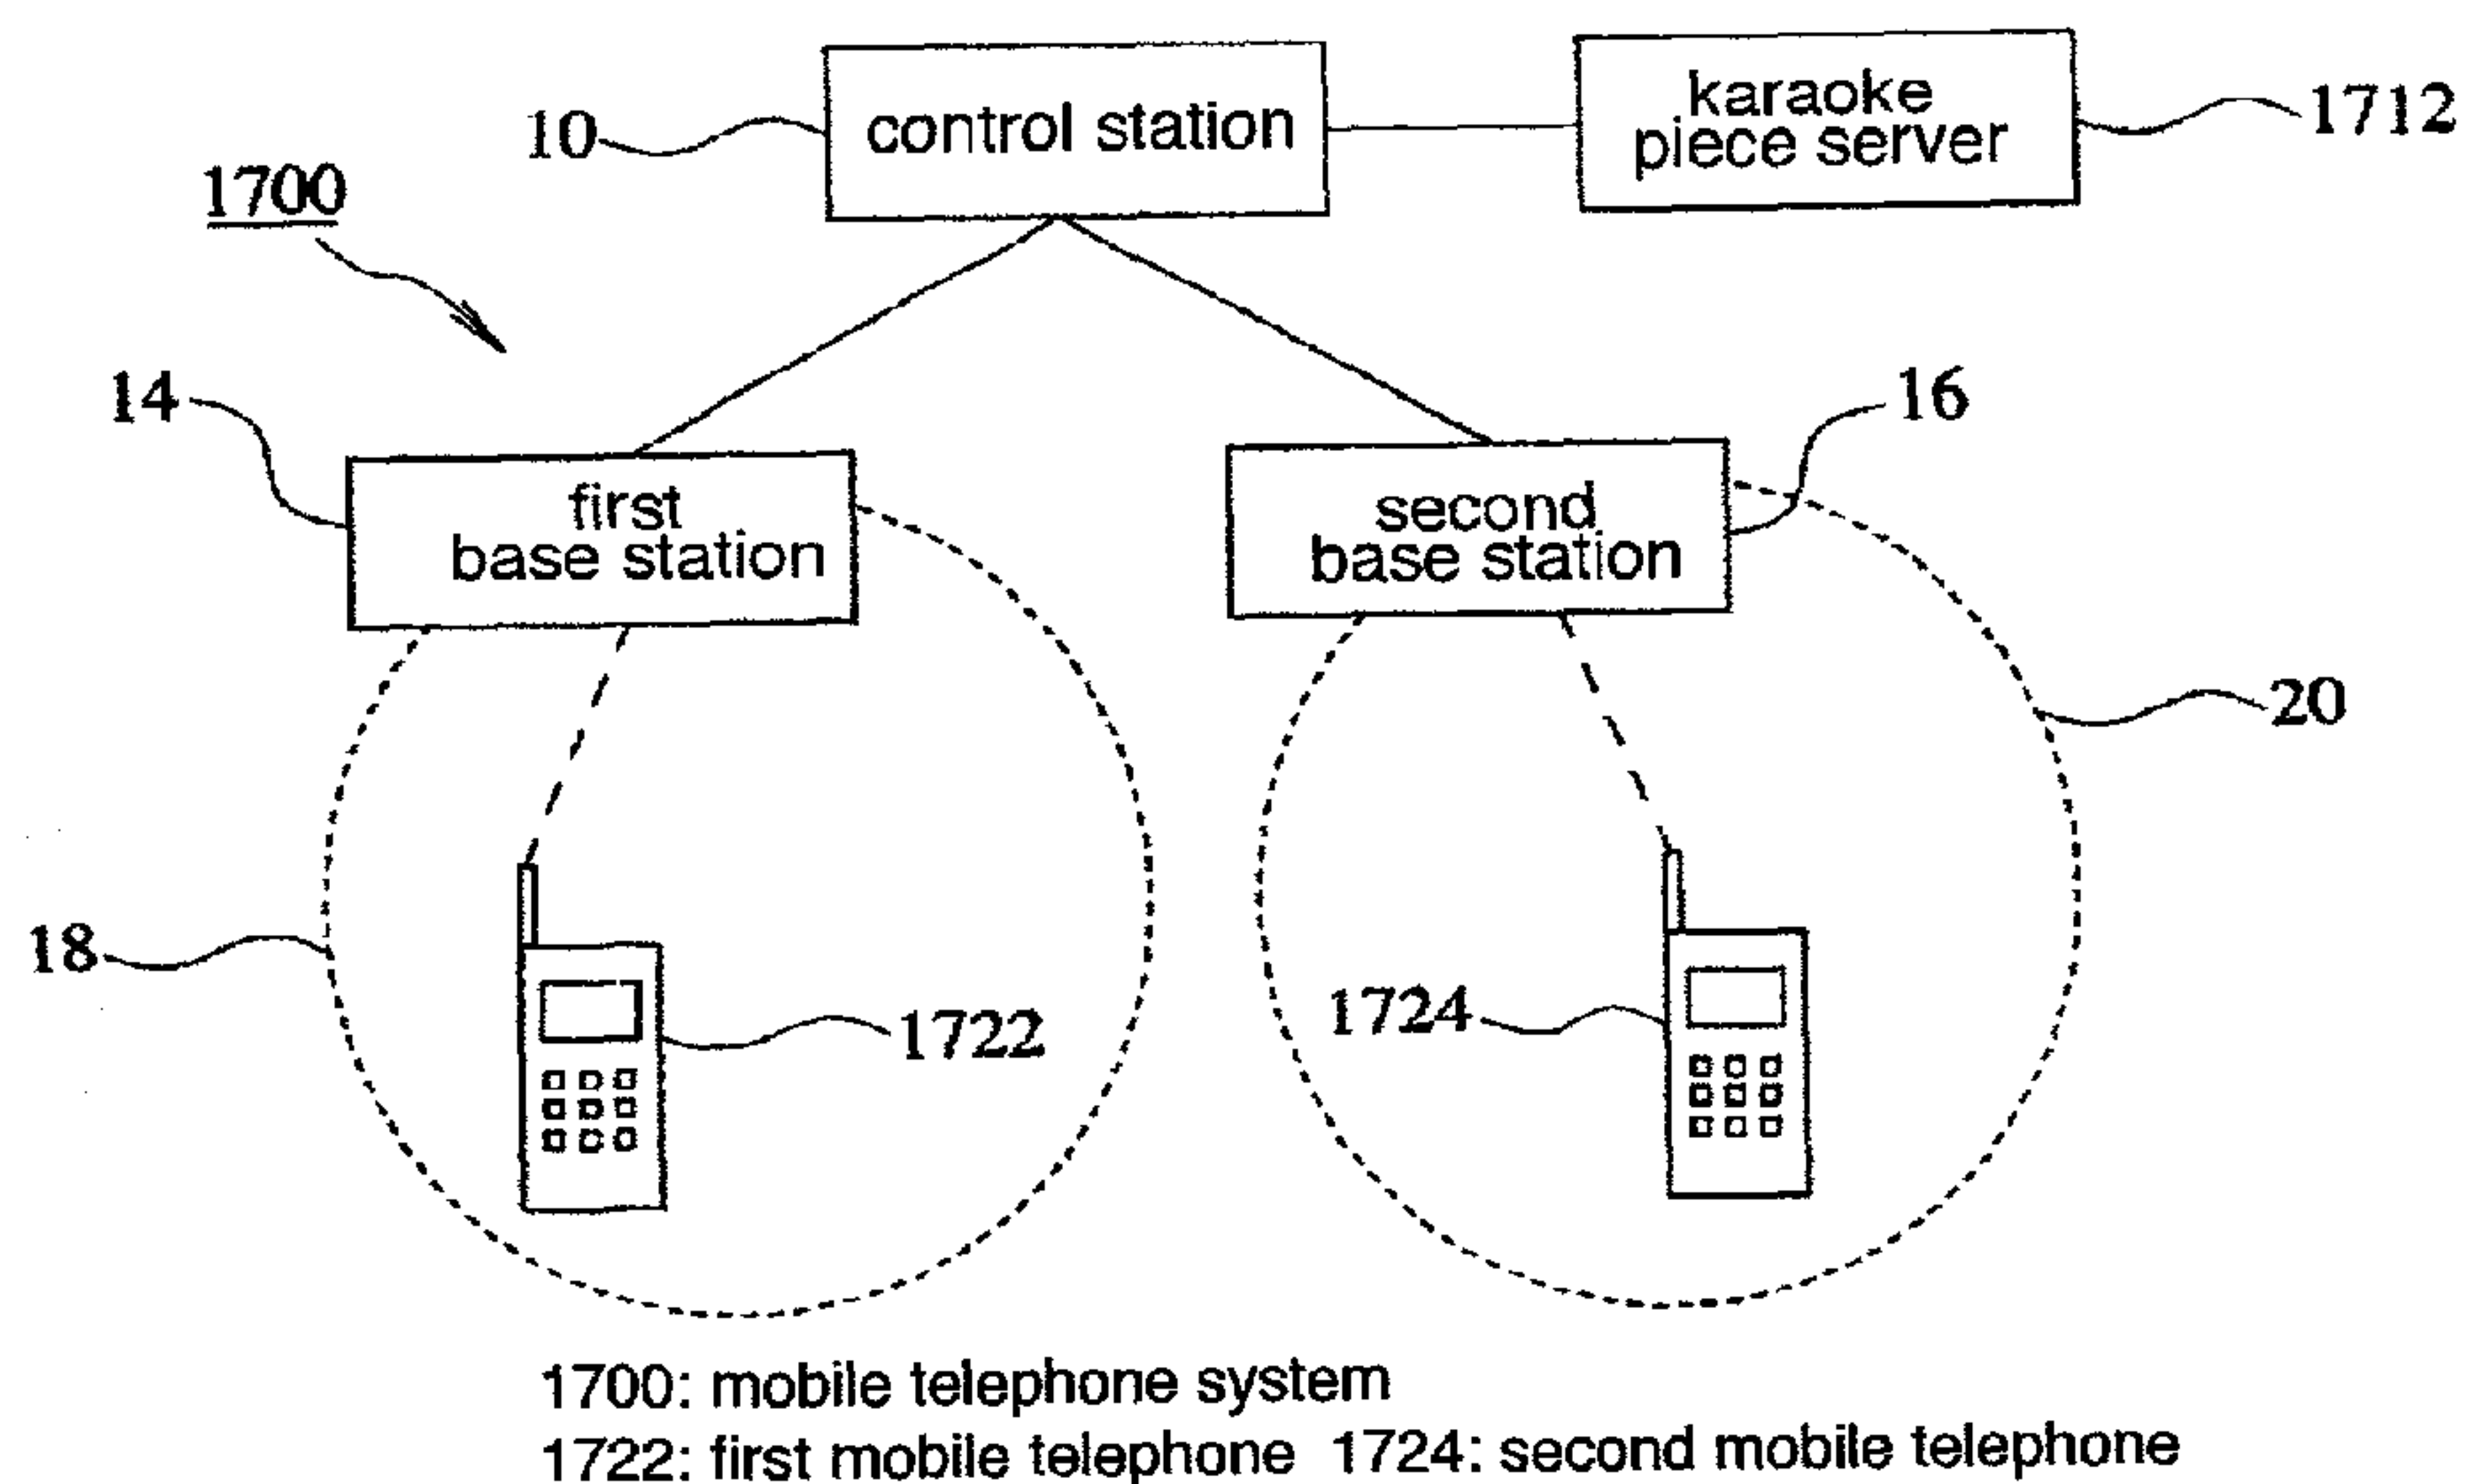 10
control station
karaoke
piece server
1712
1700
14
first
base station
second
base station
16
20
18
1722
1724
1700: mobile telephone system
1722: first mobile telephone 1724: second mobile telephone